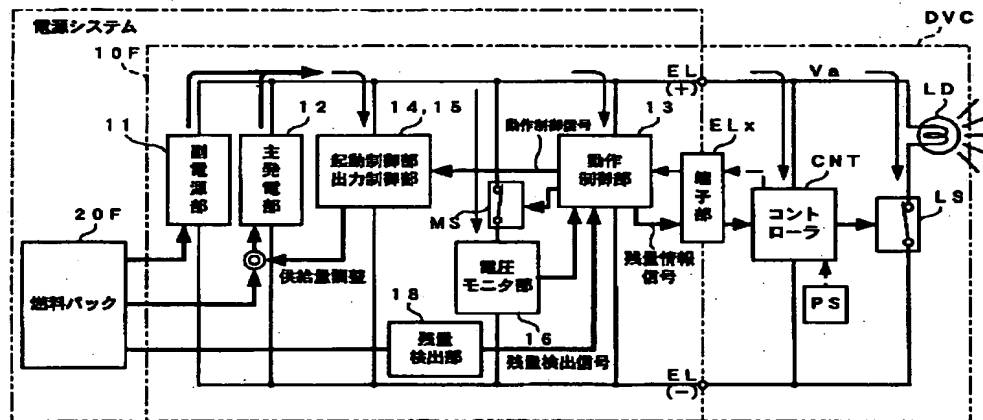 電源システム
DVC
10F
EL
(+)
Va
LD
12
14,15
13
11
動作制御信号
ELx
副電源部
主発電部
起動制御部
出力制御部
動作
制御部
端子部
CNT
LS
20F
MS
コント
ローラ
供給量調整
電圧
モニタ部
残量情報
信号
燃料パック
18
PS
残量
検出部
16
残量検出信号
EL
(−)